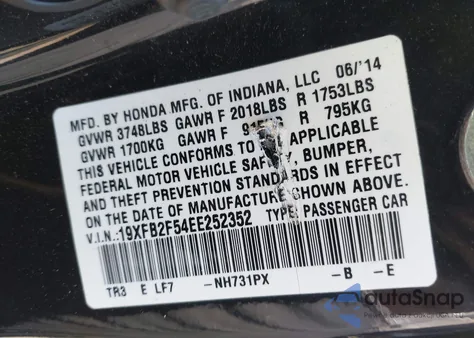 MFD. BY HONDA MFG. OF INDIANA, LLC 06/'14
GVWR 3748LBS GAWR F 2018LBS R 1753LBS
GVWR 1700KG GAWR F R 795KG
THIS VEHICLE CONFORMS TO APPLICABLE
FEDERAL MOTOR VEHICLE BUMPER,
AND THEFT PREVENTION STANDARDS IN EFFECT
ON THE DATE OF MANUFACTURE SHOWN ABOVE.
V.I.N.: 19XFB2F54EE252352 TYPE: PASSENGER CAR
TR3 E LF7 -NH731PX -B -E
autoSnap